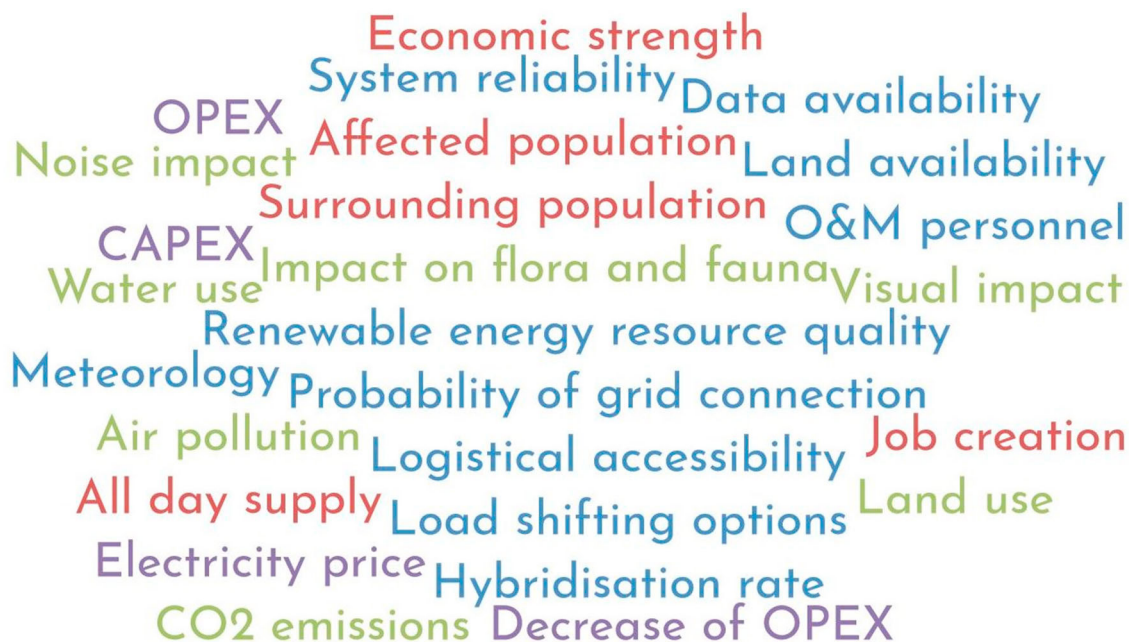 Economic strength
System reliability
Data availability
OPEX
Affected population
Noise impact
Land availability
Surrounding population
O&M personnel
CAPEX
Impact on flora and fauna
Water use
Visual impact
Renewable energy resource quality
Meteorology
Probability of grid connection
Air pollution
Job creation
Logistical accessibility
All day supply
Land use
Load shifting options
Electricity price
Hybridisation rate
CO2 emissions
Decrease of OPEX